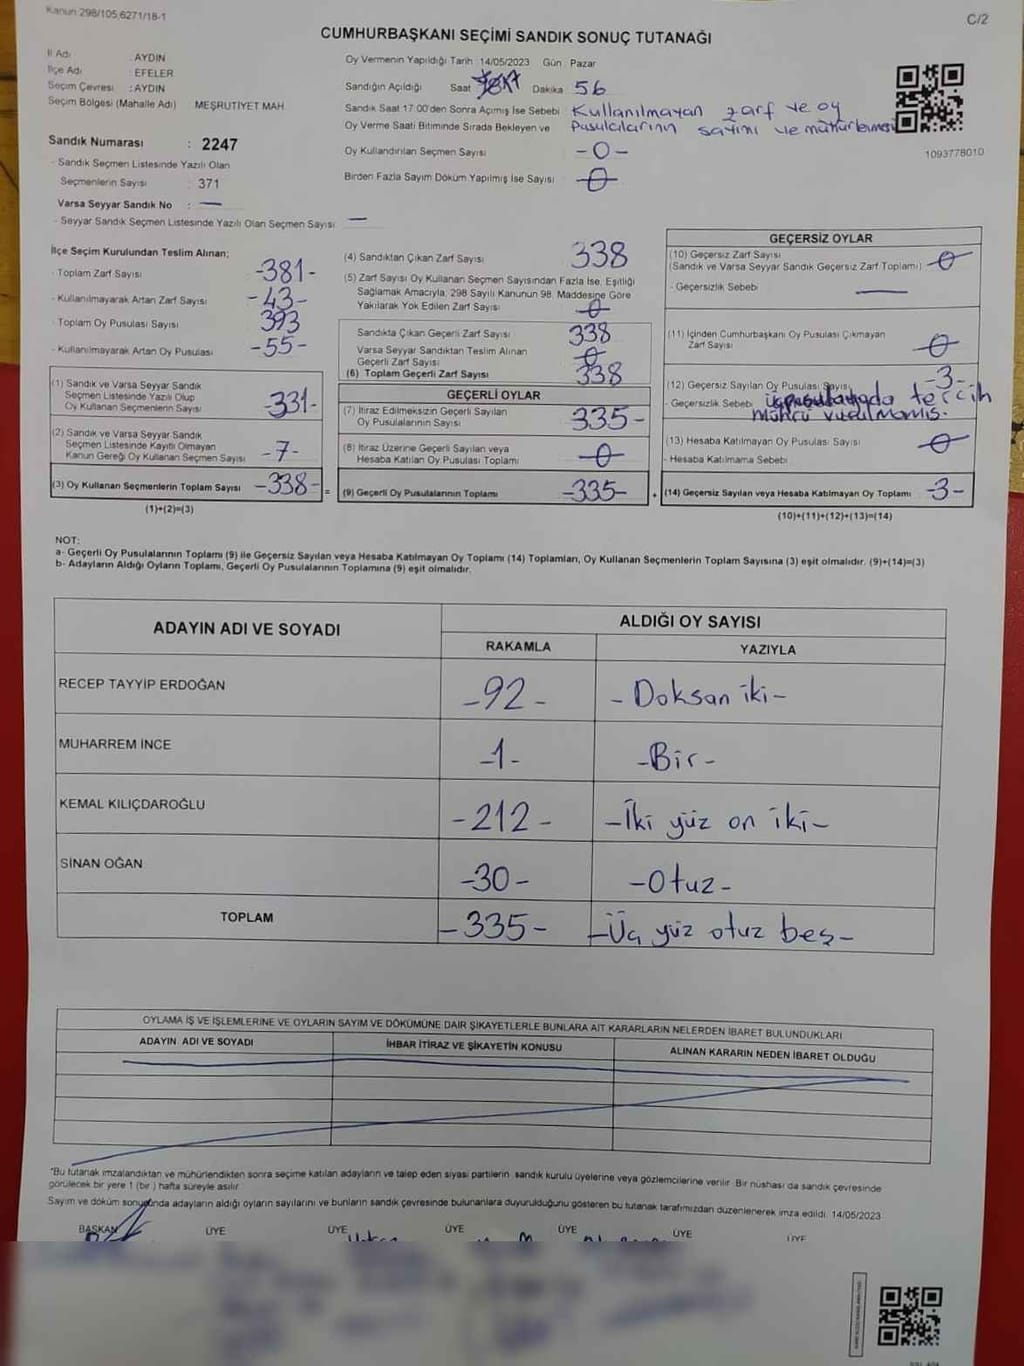 Kanun 298/105,6271/18-1
C/2
CUMHURBAŞKANI SEÇİMİ SANDIK SONUÇ TUTANAĞI
İl Adı : AYDIN
İlçe Adı : EFELER
Seçim Çevresi : AYDIN
Seçim Bölgesi (Mahalle Adı) MEŞRUTİYET MAH
Sandık Numarası : 2247
- Sandık Seçmen Listesinde Yazılı Olan
Seçmenlerin Sayısı : 371
Varsa Seyyar Sandık No : —
- Seyyar Sandık Seçmen Listesinde Yazılı Olan Seçmen Sayısı : —
Oy Vermenin Yapıldığı Tarih 14/05/2023 Gün Pazar
Sandığın Açıldığı Saat 17 Dakika 56
Sandık Saat 17:00'den Sonra Açımış İse Sebebi Kullanılmayan zarf ve oy
Oy Verme Saati Bitiminde Sırada Bekleyen ve pusulalarının sayımı ve mühürlenmesi
Oy Kullandırılan Seçmen Sayısı -0-
Birden Fazla Sayım Döküm Yapılmış İse Sayısı 0
1093778010
İlçe Seçim Kurulundan Teslim Alınan;
- Toplam Zarf Sayısı -381-
- Kullanılmayarak Artan Zarf Sayısı -43-
- Toplam Oy Pusulası Sayısı 393
- Kullanılmayarak Artan Oy Pusulası -55-
(1) Sandık ve Varsa Seyyar Sandık
Seçmen Listesinde Yazılı Olup
Oy Kullanan Seçmenlerin Sayısı -331-
(2) Sandık ve Varsa Seyyar Sandık
Seçmen Listesinde Kayıtlı Olmayan
Kanun Gereği Oy Kullanan Seçmen Sayısı -7-
(3) Oy Kullanan Seçmenlerin Toplam Sayısı -338- =
(1)+(2)=(3)
(4) Sandıktan Çıkan Zarf Sayısı 338
(5) Zarf Sayısı Oy Kullanan Seçmen Sayısından Fazla İse, Eşitliği
Sağlamak Amacıyla, 298 Sayılı Kanunun 98. Maddesine Göre
Yakılarak Yok Edilen Zarf Sayısı 0
Sandıkta Çıkan Geçerli Zarf Sayısı 338
Varsa Seyyar Sandıktan Teslim Alınan
Geçerli Zarf Sayısı 0
(6) Toplam Geçerli Zarf Sayısı 338
GEÇERLİ OYLAR
(7) İtiraz Edilmeksizin Geçerli Sayılan
Oy Pusulasının Sayısı 335-
(8) İtiraz Üzerine Geçerli Sayılan veya
Hesaba Katılan Oy Pusulası Toplamı 0
(9) Geçerli Oy Pusulalarının Toplamı -335- +
GEÇERSİZ OYLAR
(10) Geçersiz Zarf Sayısı
(Sandık ve Varsa Seyyar Sandık Geçersiz Zarf Toplamı) 0
- Geçersizlik Sebebi —
(11) İçinden Cumhurbaşkanı Oy Pusulası Çıkmayan
Zarf Sayısı 0
(12) Geçersiz Sayılan Oy Pusulası Sayısı -3-
- Geçersizlik Sebebi tercih
mührü vurulmamış.
(13) Hesaba Katılmayan Oy Pusulası Sayısı 0
- Hesaba Katılmama Sebebi
(14) Geçersiz Sayılan veya Hesaba Katılmayan Oy Toplamı -3-
(10)+(11)+(12)+(13)=(14)
NOT:
a- Geçerli Oy Pusulalarının Toplamı (9) ile Geçersiz Sayılan veya Hesaba Katılmayan Oy Toplamı (14) Toplamları, Oy Kullanan Seçmenlerin Toplam Sayısına (3) eşit olmalıdır. (9)+(14)=(3)
b- Adayların Aldığı Oyların Toplamı, Geçerli Oy Pusulalarının Toplamına (9) eşit olmalıdır.
ADAYIN ADI VE SOYADI ALDIĞI OY SAYISI
RAKAMLA YAZIYLA
RECEP TAYYİP ERDOĞAN -92- -Doksan iki-
MUHARREM İNCE -1- -Bir-
KEMAL KILIÇDAROĞLU -212- -İki yüz on iki-
SİNAN OĞAN -30- -Otuz-
TOPLAM -335- -Üç yüz otuz beş-
OYLAMA İŞ VE İŞLEMLERİNE VE OYLARIN SAYIM VE DÖKÜMÜNE DAİR ŞİKAYETLERLE BUNLARA AİT KARARLARIN NELERDEN İBARET BULUNDUKLARI
ADAYIN ADI VE SOYADI İHBAR İTİRAZ VE ŞİKAYETİN KONUSU ALINAN KARARIN NEDEN İBARET OLDUĞU
*Bu tutanak imzalandıktan ve mühürlendikten sonra seçime katılan adayların ve talep eden siyasi partilerin sandık kurulu üyelerine veya gözlemcilerine verilir. Bir nüshası da sandık çevresinde
görülecek bir yere 1 (bir) hafta süreyle asılır.
Sayım ve döküm sonucunda adayların aldığı oyların sayılarını ve bunların sandık çevresinde bulunanlara duyurulduğunu gösteren bu tutanak tarafımızdan düzenlenerek imza edildi. 14/05/2023
BAŞKAN ÜYE ÜYE ÜYE ÜYE ÜYE ÜYE